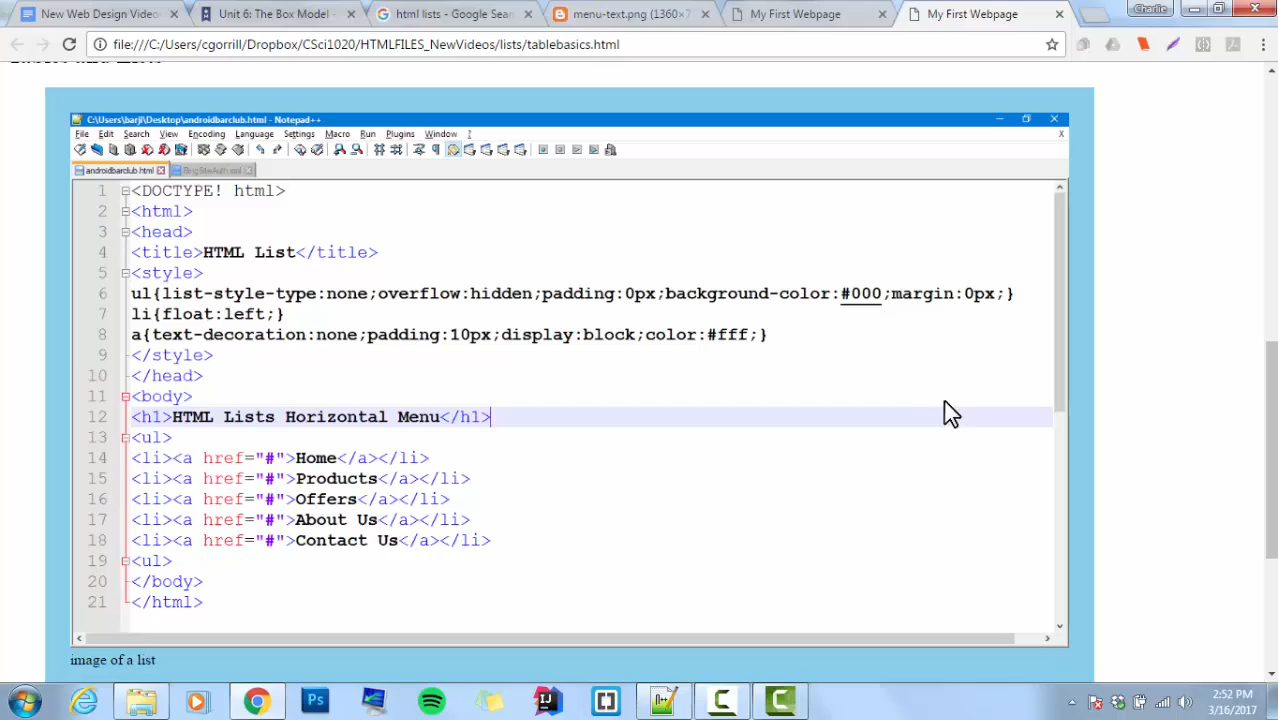 New Web Design Video
Unit 6: The Box Model -
html lists - Google Sear
menu-text.png (1360×7
My First Webpage
My First Webpage
Charlie
file:///C:/Users/cgorrill/Dropbox/CSci1020/HTMLFILES_NewVideos/lists/tablebasics.html
C:\Users\barji\Desktop\androidbarclub.html - Notepad++
File Edit Search View Encoding Language Settings Macro Run Plugins Window ? X
androidbarclub.html
BingSiteAuth.xml
1 <DOCTYPE! html>
2 <html>
3 <head>
4 <title>HTML List</title>
5 <style>
6 ul{list-style-type:none;overflow:hidden;padding:0px;background-color:#000;margin:0px;}
7 li{float:left;}
8 a{text-decoration:none;padding:10px;display:block;color:#fff;}
9 </style>
10 </head>
11 <body>
12 <h1>HTML Lists Horizontal Menu</h1>
13 <ul>
14 <li><a href="#">Home</a></li>
15 <li><a href="#">Products</a></li>
16 <li><a href="#">Offers</a></li>
17 <li><a href="#">About Us</a></li>
18 <li><a href="#">Contact Us</a></li>
19 <ul>
20 </body>
21 </html>
image of a list
Ps
IJ
2:52 PM
3/16/2017